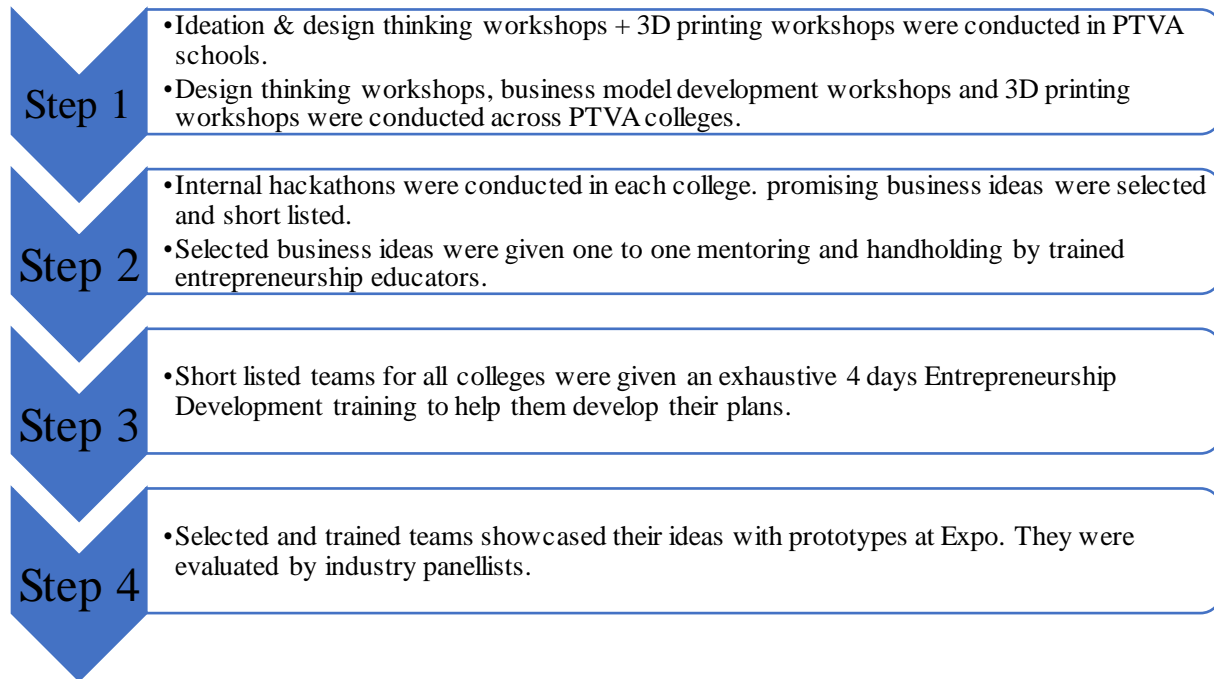 Step 1
•Ideation & design thinking workshops + 3D printing workshops were conducted in PTVA
schools.
•Design thinking workshops, business model development workshops and 3D printing
workshops were conducted across PTVA colleges.
Step 2
•Internal hackathons were conducted in each college. promising business ideas were selected
and short listed.
•Selected business ideas were given one to one mentoring and handholding by trained
entrepreneurship educators.
Step 3
•Short listed teams for all colleges were given an exhaustive 4 days Entrepreneurship
Development training to help them develop their plans.
Step 4
•Selected and trained teams showcased their ideas with prototypes at Expo. They were
evaluated by industry panellists.